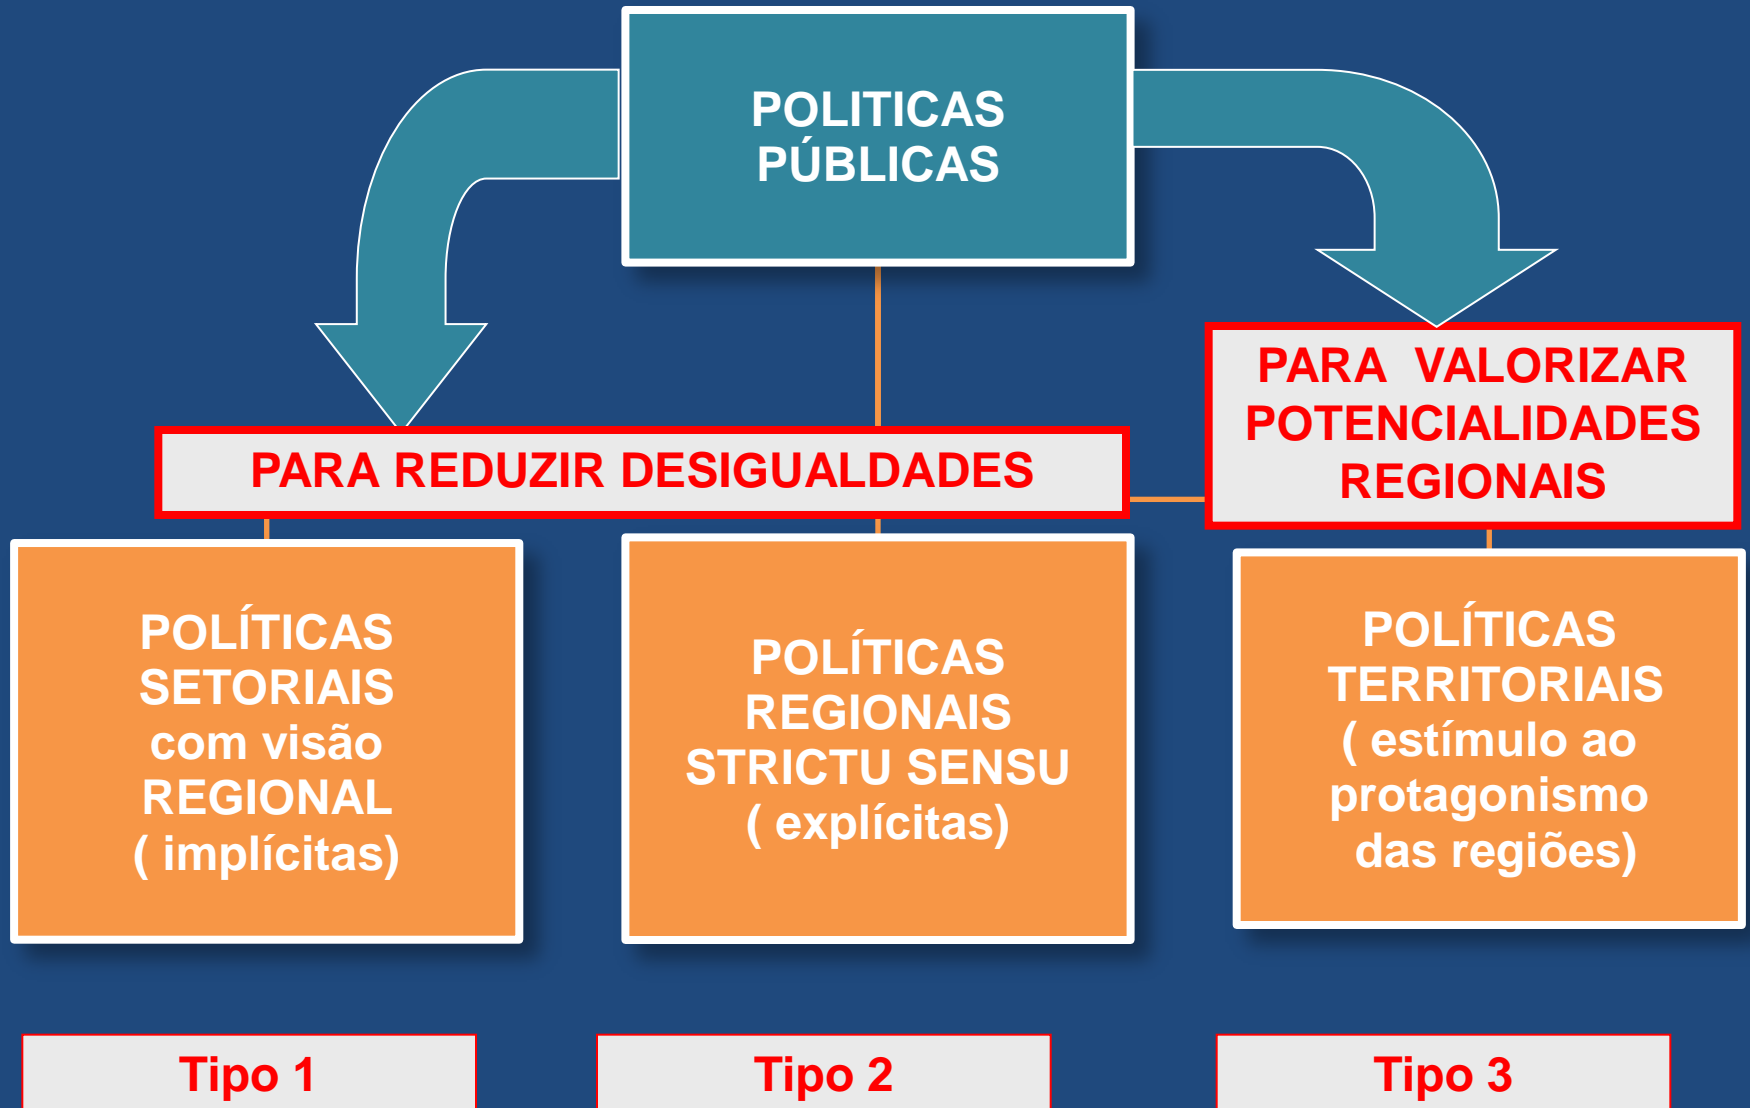 POLITICAS
PÚBLICAS
PARA REDUZIR DESIGUALDADES
PARA VALORIZAR
POTENCIALIDADES
REGIONAIS
POLÍTICAS
SETORIAIS
com visão
REGIONAL
( implícitas)
POLÍTICAS
REGIONAIS
STRICTU SENSU
( explícitas)
POLÍTICAS
TERRITORIAIS
( estímulo ao
protagonismo
das regiões)
Tipo 1
Tipo 2
Tipo 3